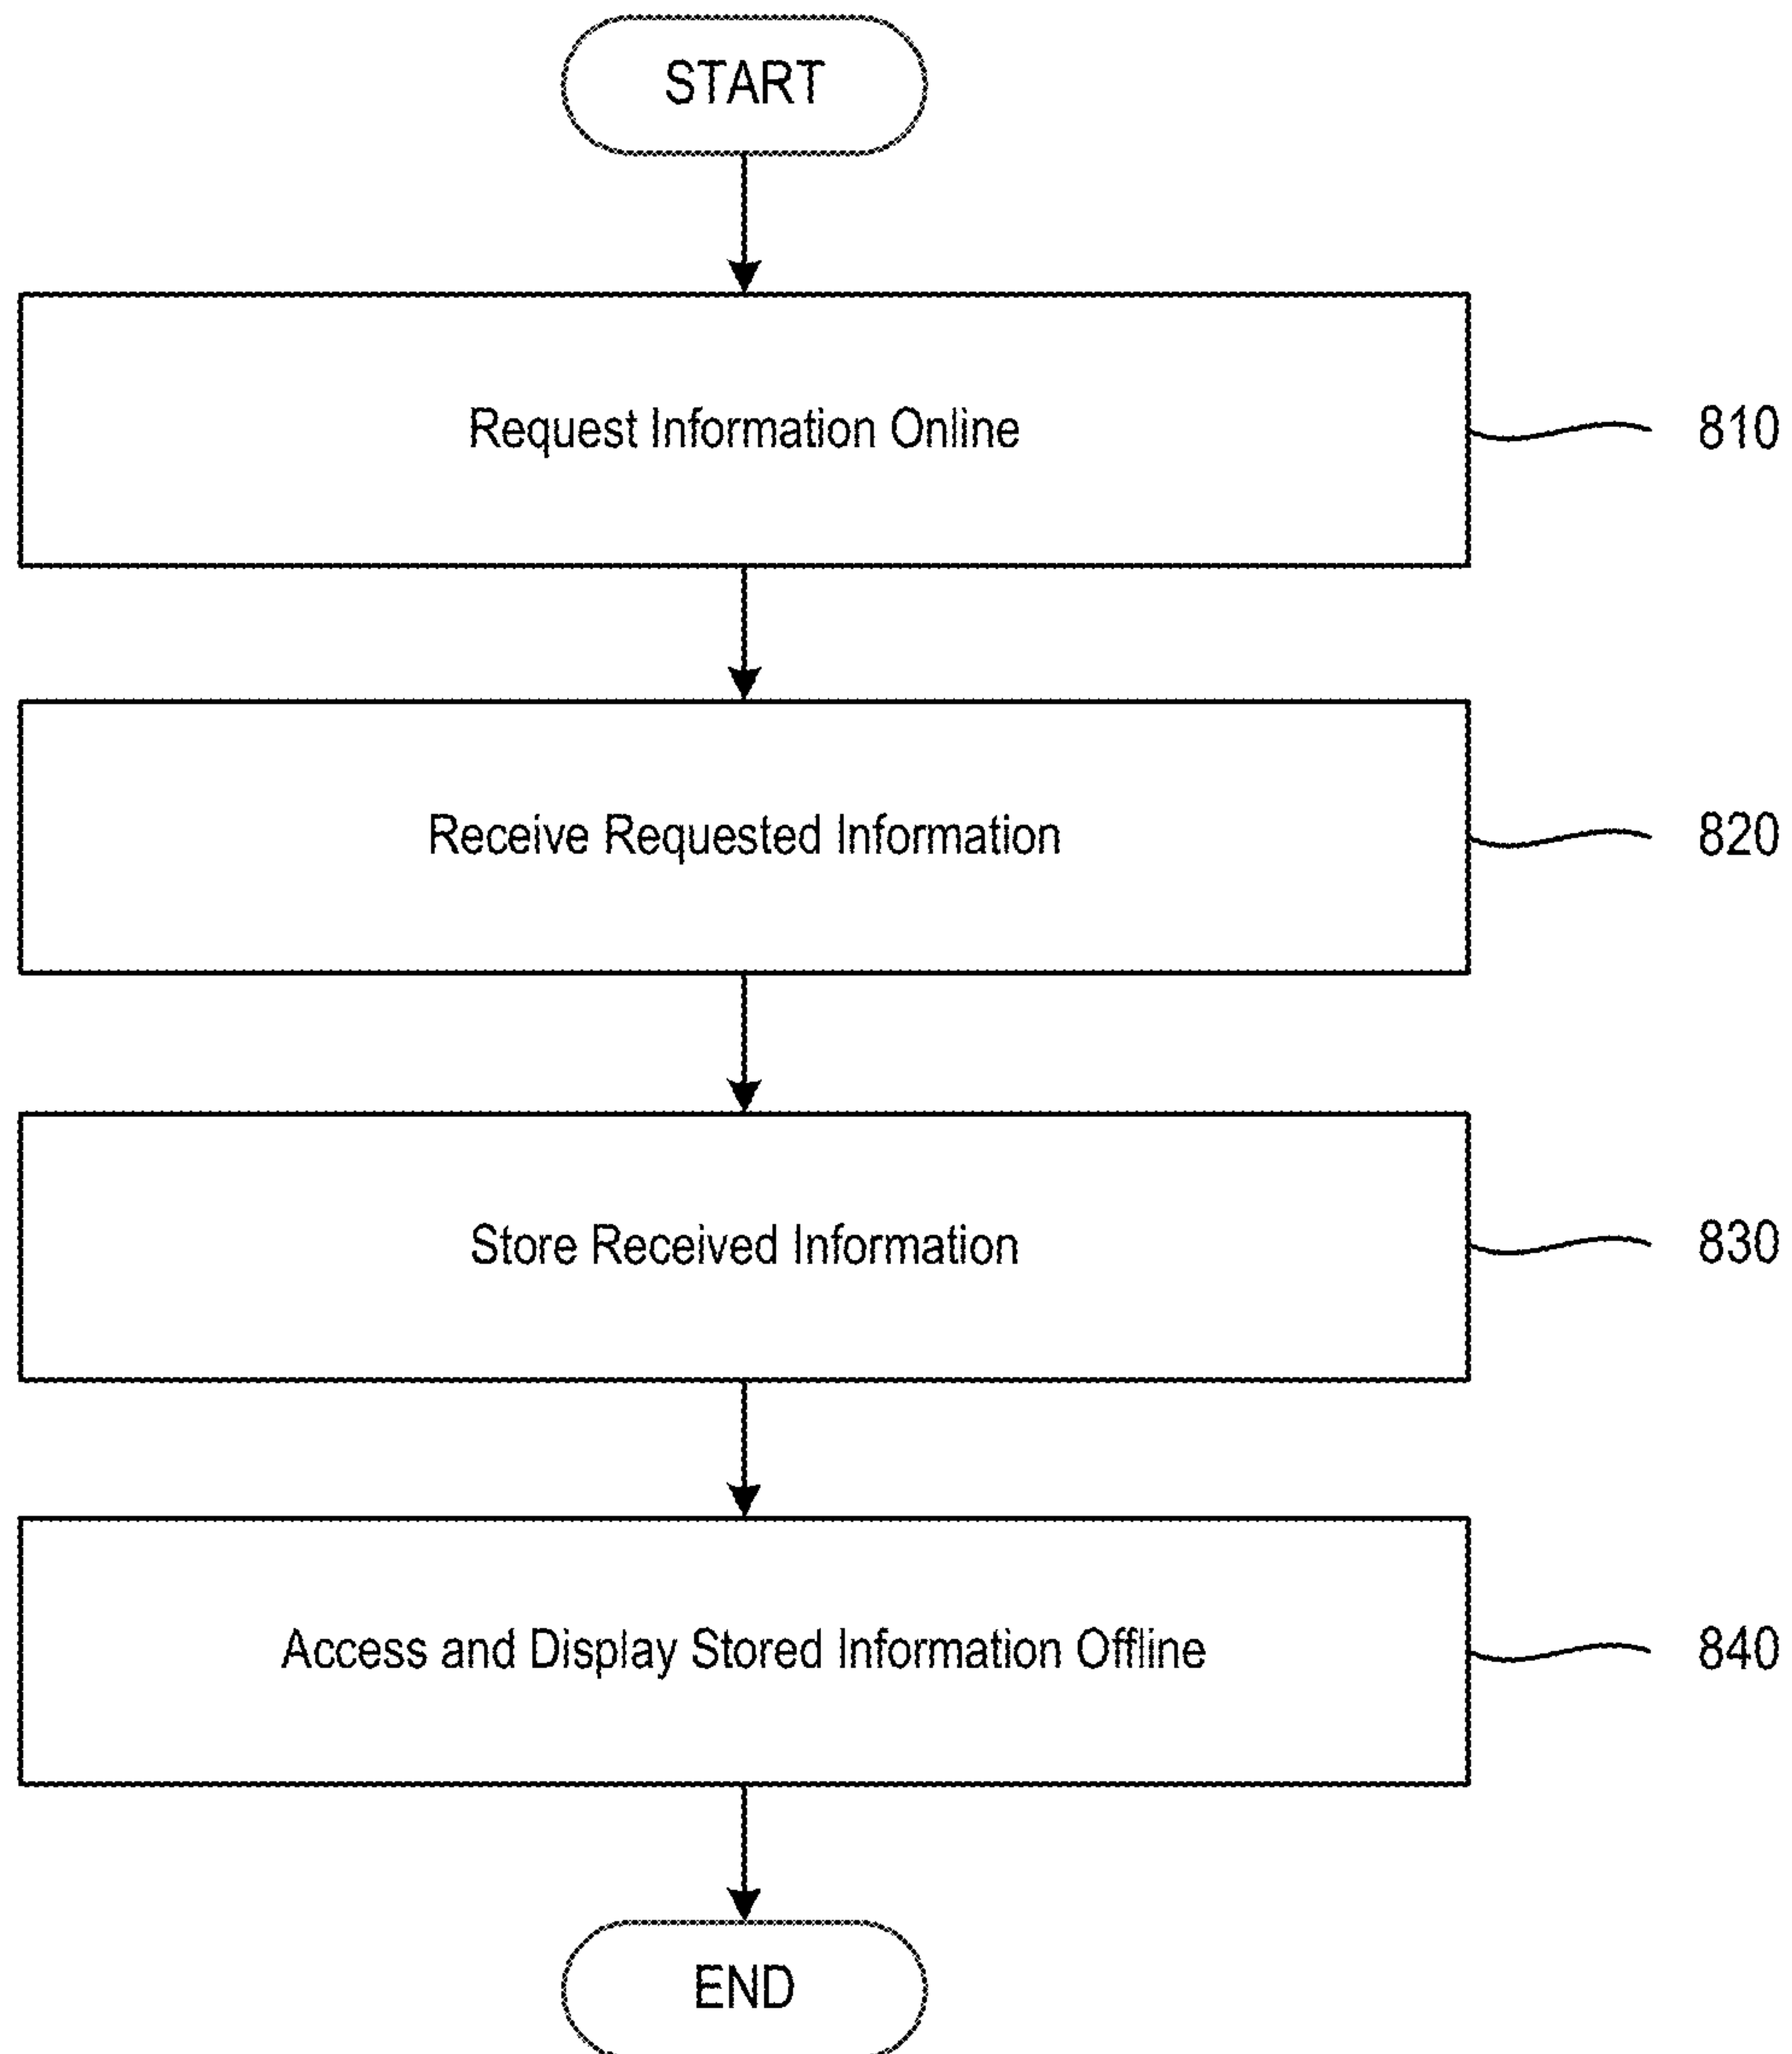 START
Request Information Online
810
Receive Requested Information
820
Store Received Information
830
Access and Display Stored Information Offline
840
END